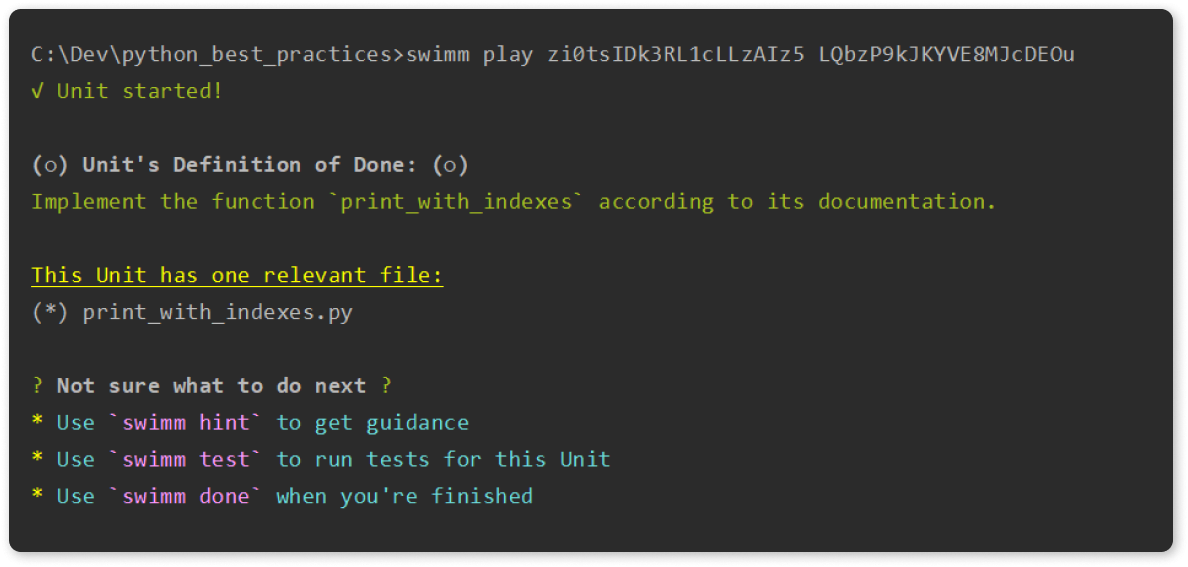 C:\Dev\python_best_practices>swimm play zi0tsIDk3RL1cLLzAIz5 LQbzP9kJKYVE8MJcDEOu
√ Unit started!
(○) Unit's Definition of Done: (○)
Implement the function `print_with_indexes` according to its documentation.
This Unit has one relevant file:
(*) print_with_indexes.py
? Not sure what to do next ?
* Use `swimm hint` to get guidance
* Use `swimm test` to run tests for this Unit
* Use `swimm done` when you're finished